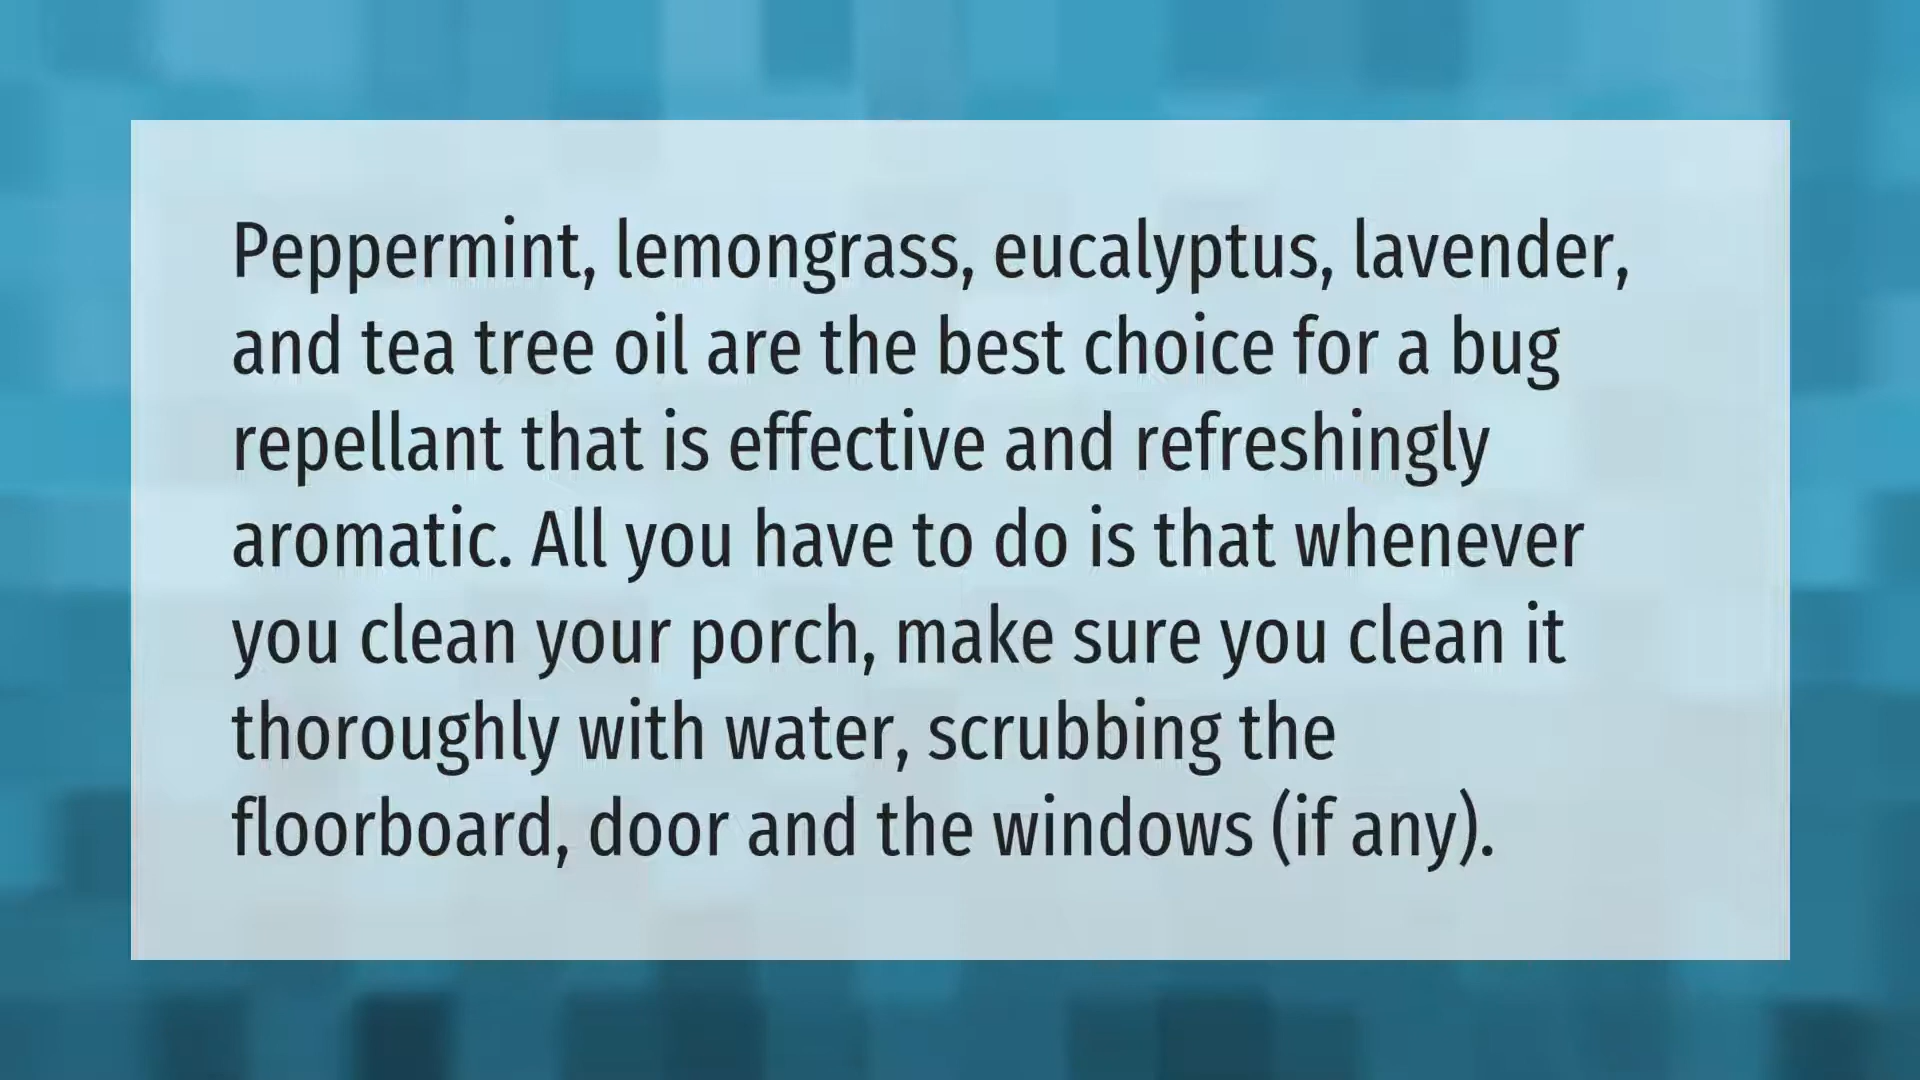 Peppermint, lemongrass, eucalyptus, lavender,
and tea tree oil are the best choice for a bug
repellant that is effective and refreshingly
aromatic. All you have to do is that whenever
you clean your porch, make sure you clean it
thoroughly with water, scrubbing the
floorboard, door and the windows (if any).